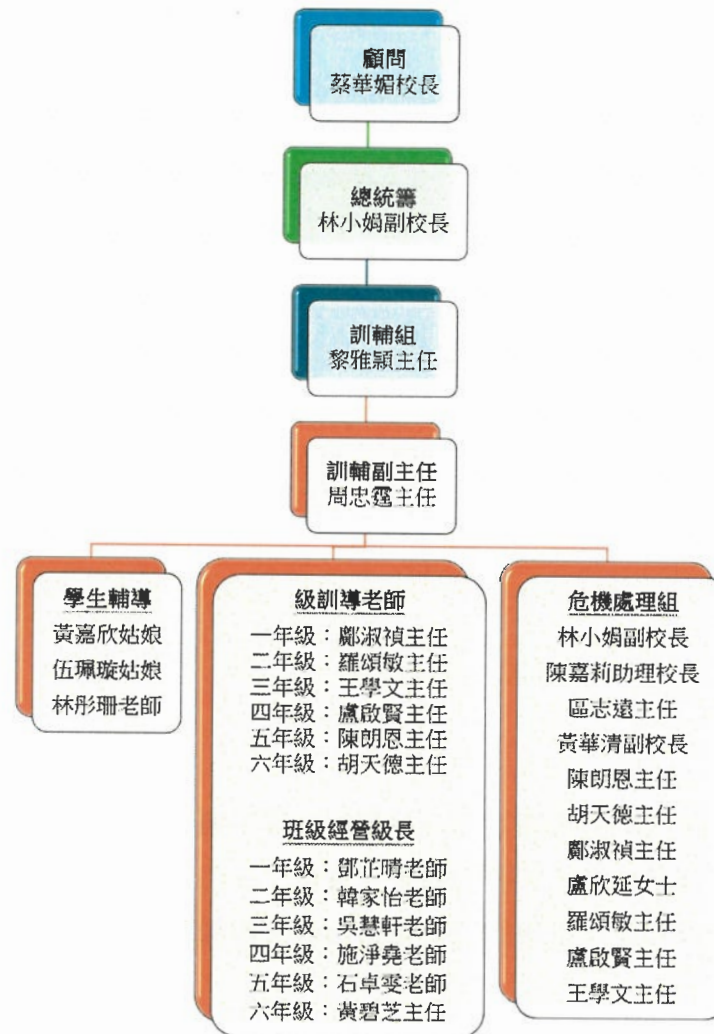 顧問
蔡華媚校長
總統籌
林小娟副校長
訓輔組
黎雅穎主任
訓輔副主任
周忠霆主任
學生輔導
黃嘉欣姑娘
伍珮璇姑娘
林彤珊老師
級訓導老師
一年級：鄺淑禎主任
二年級：羅頌敏主任
三年級：王學文主任
四年級：盧啟賢主任
五年級：陳朗恩主任
六年級：胡天德主任
班級經營級長
一年級：鄧芷晴老師
二年級：韓家怡老師
三年級：吳慧軒老師
四年級：施淨堯老師
五年級：石卓雯老師
六年級：黃碧芝主任
危機處理組
林小娟副校長
陳嘉莉助理校長
區志遠主任
黃華清副校長
陳朗恩主任
胡天德主任
鄺淑禎主任
盧欣延女士
羅頌敏主任
盧啟賢主任
王學文主任